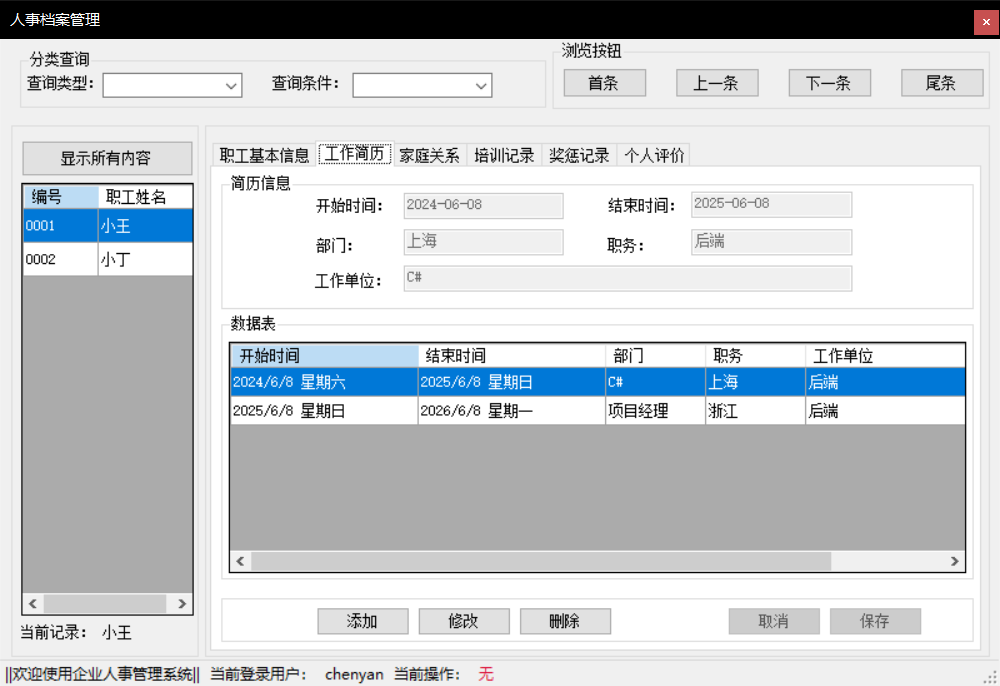 人事档案管理
分类查询
查询类型： 查询条件：
浏览按钮
首条 上一条 下一条 尾条
显示所有内容
编号 职工姓名
0001 小王
0002 小丁
当前记录： 小王
职工基本信息 工作简历 家庭关系 培训记录 奖惩记录 个人评价
简历信息
开始时间： 2024-06-08 结束时间： 2025-06-08
部门： 上海 职务： 后端
工作单位： C#
数据表
开始时间 结束时间 部门 职务 工作单位
2024/6/8 星期六 2025/6/8 星期日 C# 上海 后端
2025/6/8 星期日 2026/6/8 星期一 项目经理 浙江 后端
添加 修改 删除 取消 保存
||欢迎使用企业人事管理系统|| 当前登录用户： chenyan 当前操作： 无